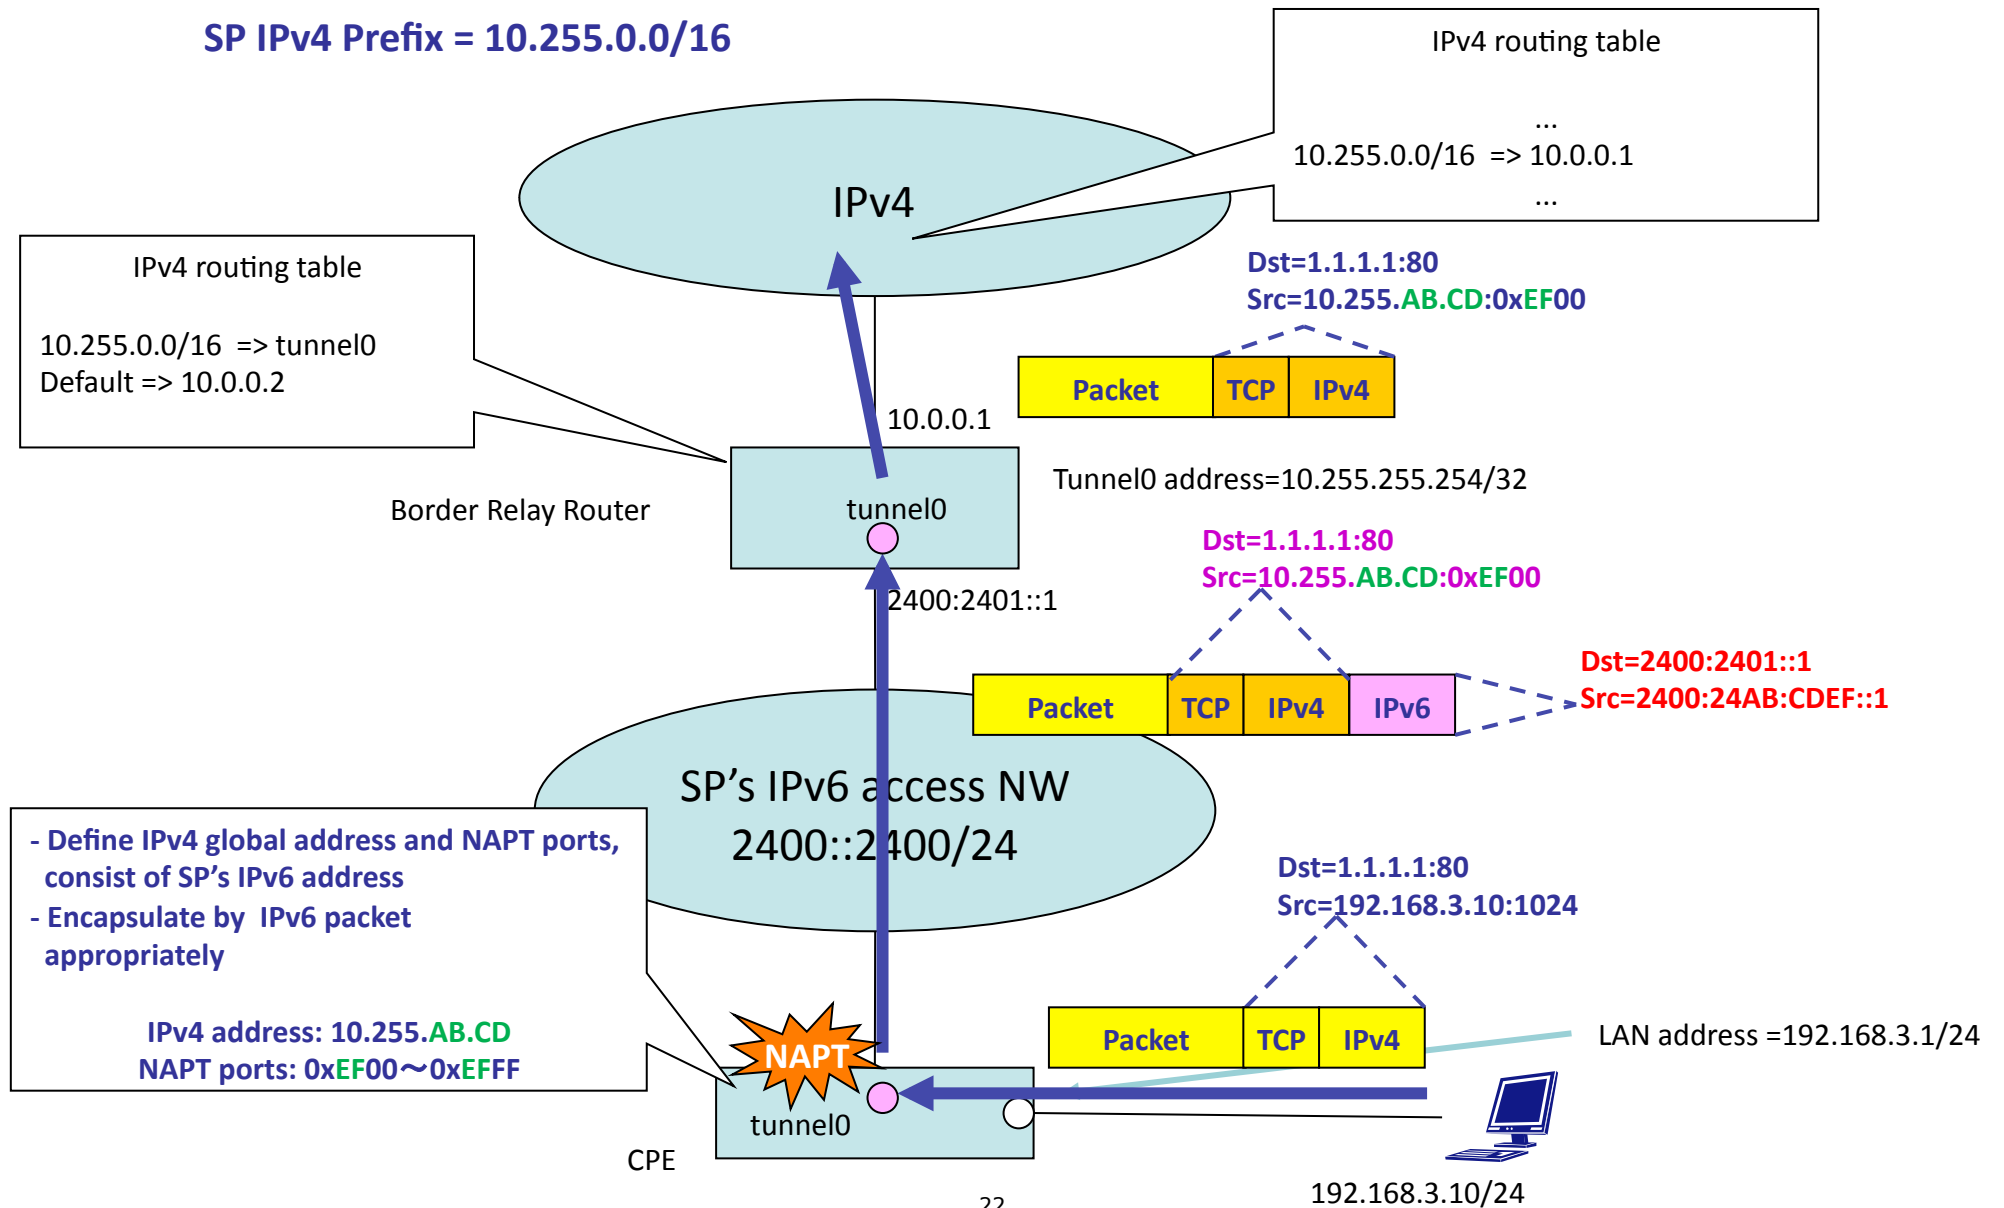 SP IPv4 Prefix = 10.255.0.0/16
IPv4 routing table
...
10.255.0.0/16 => 10.0.0.1
...
IPv4
IPv4 routing table
10.255.0.0/16 => tunnel0
Default => 10.0.0.2
Dst=1.1.1.1:80
Src=10.255.AB.CD:0xEF00
Packet TCP IPv4
10.0.0.1
Tunnel0 address=10.255.255.254/32
Border Relay Router
tunnel0
Dst=1.1.1.1:80
Src=10.255.AB.CD:0xEF00
2400:2401::1
Dst=2400:2401::1
Src=2400:24AB:CDEF::1
Packet TCP IPv4 IPv6
SP's IPv6 access NW
2400::2400/24
- Define IPv4 global address and NAPT ports,
consist of SP's IPv6 address
- Encapsulate by IPv6 packet
appropriately
IPv4 address: 10.255.AB.CD
NAPT ports: 0xEF00～0xEFFF
Dst=1.1.1.1:80
Src=192.168.3.10:1024
Packet TCP IPv4
LAN address =192.168.3.1/24
NAPT
tunnel0
CPE
192.168.3.10/24
22